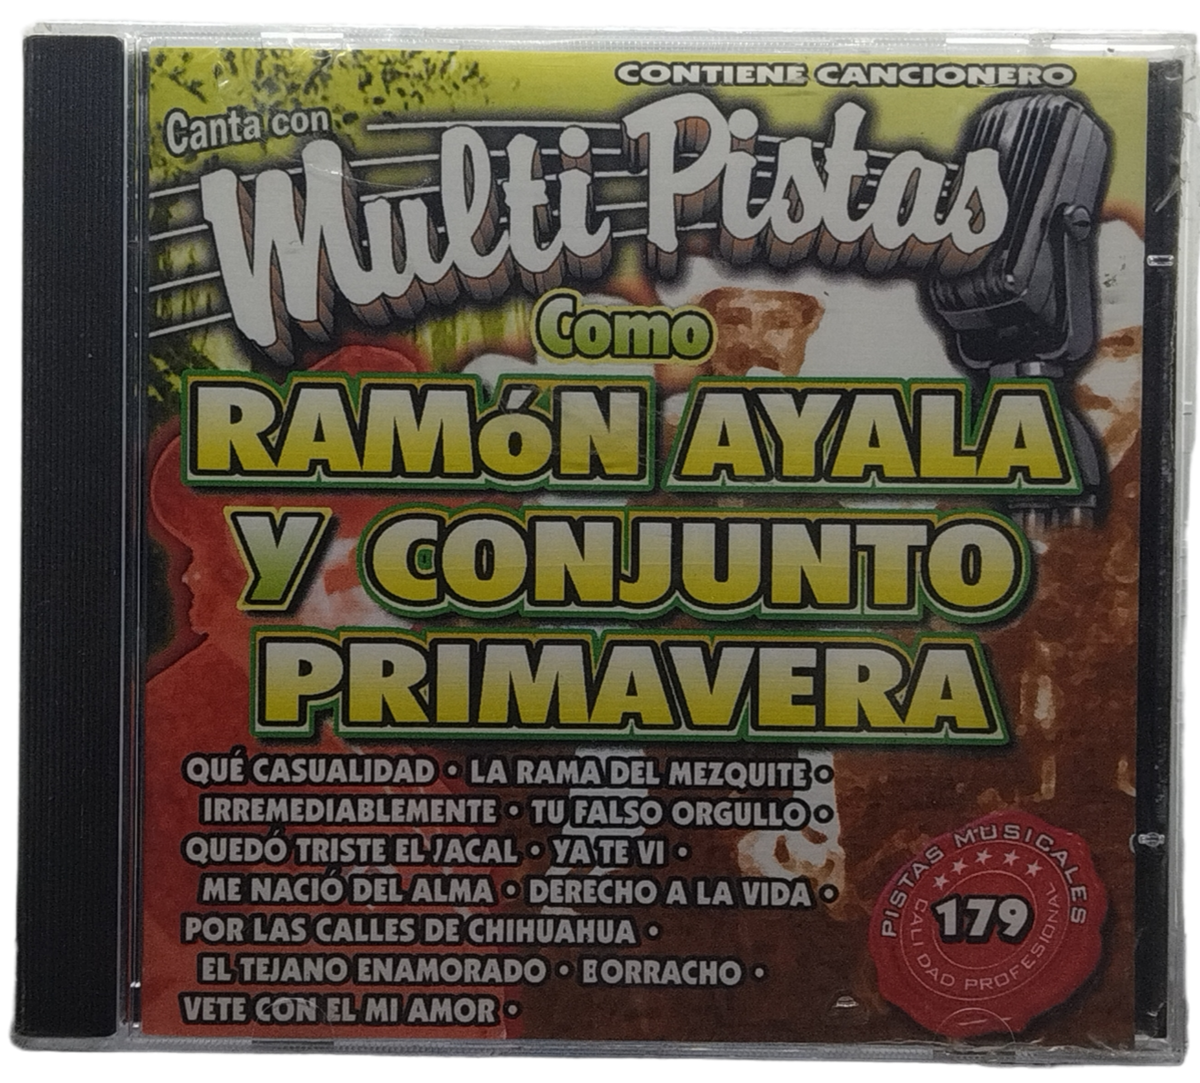 CONTIENE CANCIONERO
Canta con
Multi Pistas
Como
RAMóN AYALA
Y CONJUNTO
PRIMAVERA
QUÉ CASUALIDAD • LA RAMA DEL MEZQUITE •
IRREMEDIABLEMENTE • TU FALSO ORGULLO •
QUEDÓ TRISTE EL JACAL • YA TE VI •
ME NACIÓ DEL ALMA • DERECHO A LA VIDA •
POR LAS CALLES DE CHIHUAHUA •
EL TEJANO ENAMORADO • BORRACHO •
VETE CON EL MI AMOR •
PISTAS MUSICALES
179
CALIDAD PROFESIONAL